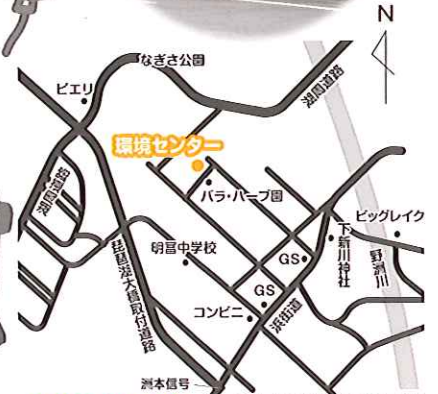 N
なぎさ公園
ピエリ
湖周道路
環境センター
バラ・ハーブ園
湖周道路
ビッグレイク
明富中学校
GS
下新川神社
野洲川
琵琶湖大橋取付道路
GS
コンビニ
浜街道
洲本信号